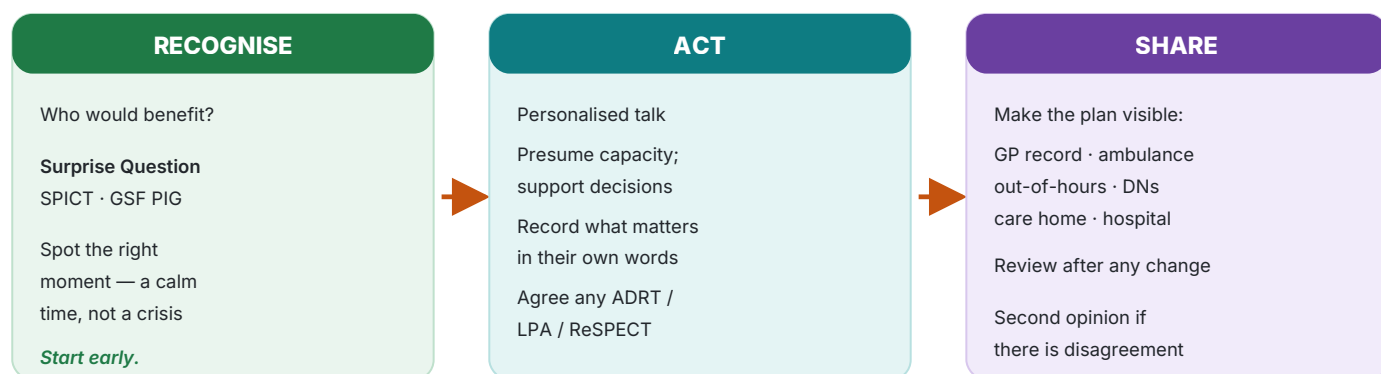 RECOGNISE
Who would benefit?
Surprise Question
SPICT · GSF PIG
Spot the right
moment — a calm
time, not a crisis
Start early.
ACT
Personalised talk
Presume capacity;
support decisions
Record what matters
in their own words
Agree any ADRT /
LPA / ReSPECT
SHARE
Make the plan visible:
GP record · ambulance
out-of-hours · DNs
care home · hospital
Review after any change
Second opinion if
there is disagreement